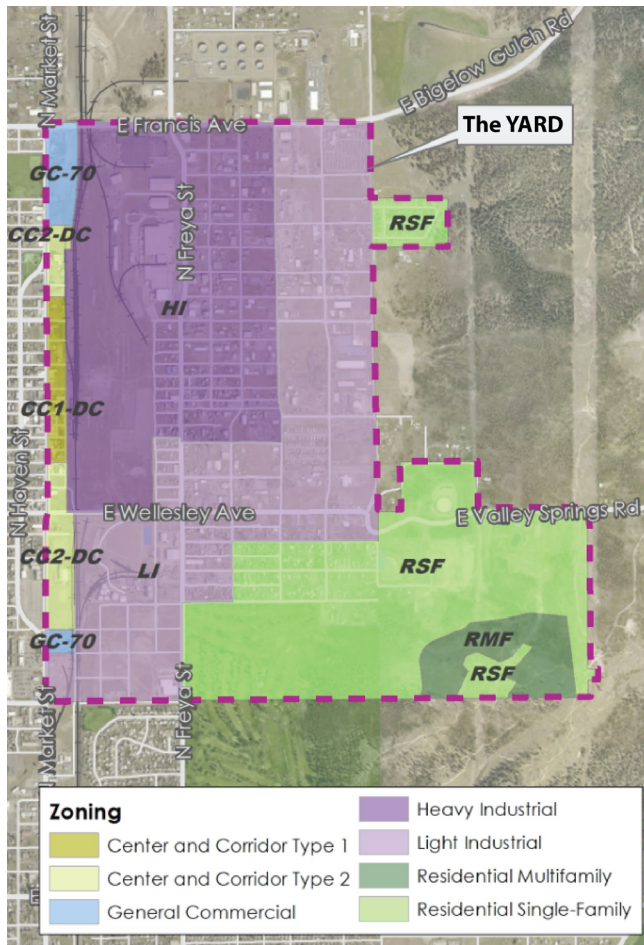 N Market St
E Bigelow Gulch Rd
E Francis Ave
The YARD
GC-70
N Freya St
RSF
CC2-DC
HI
CC1-DC
N Haven St
E Wellesley Ave
E Valley Springs Rd
CC2-DC
LI
RSF
GC-70
RMF
RSF
N Market St
N Freya St
Zoning
Center and Corridor Type 1
Center and Corridor Type 2
General Commercial
Heavy Industrial
Light Industrial
Residential Multifamily
Residential Single-Family